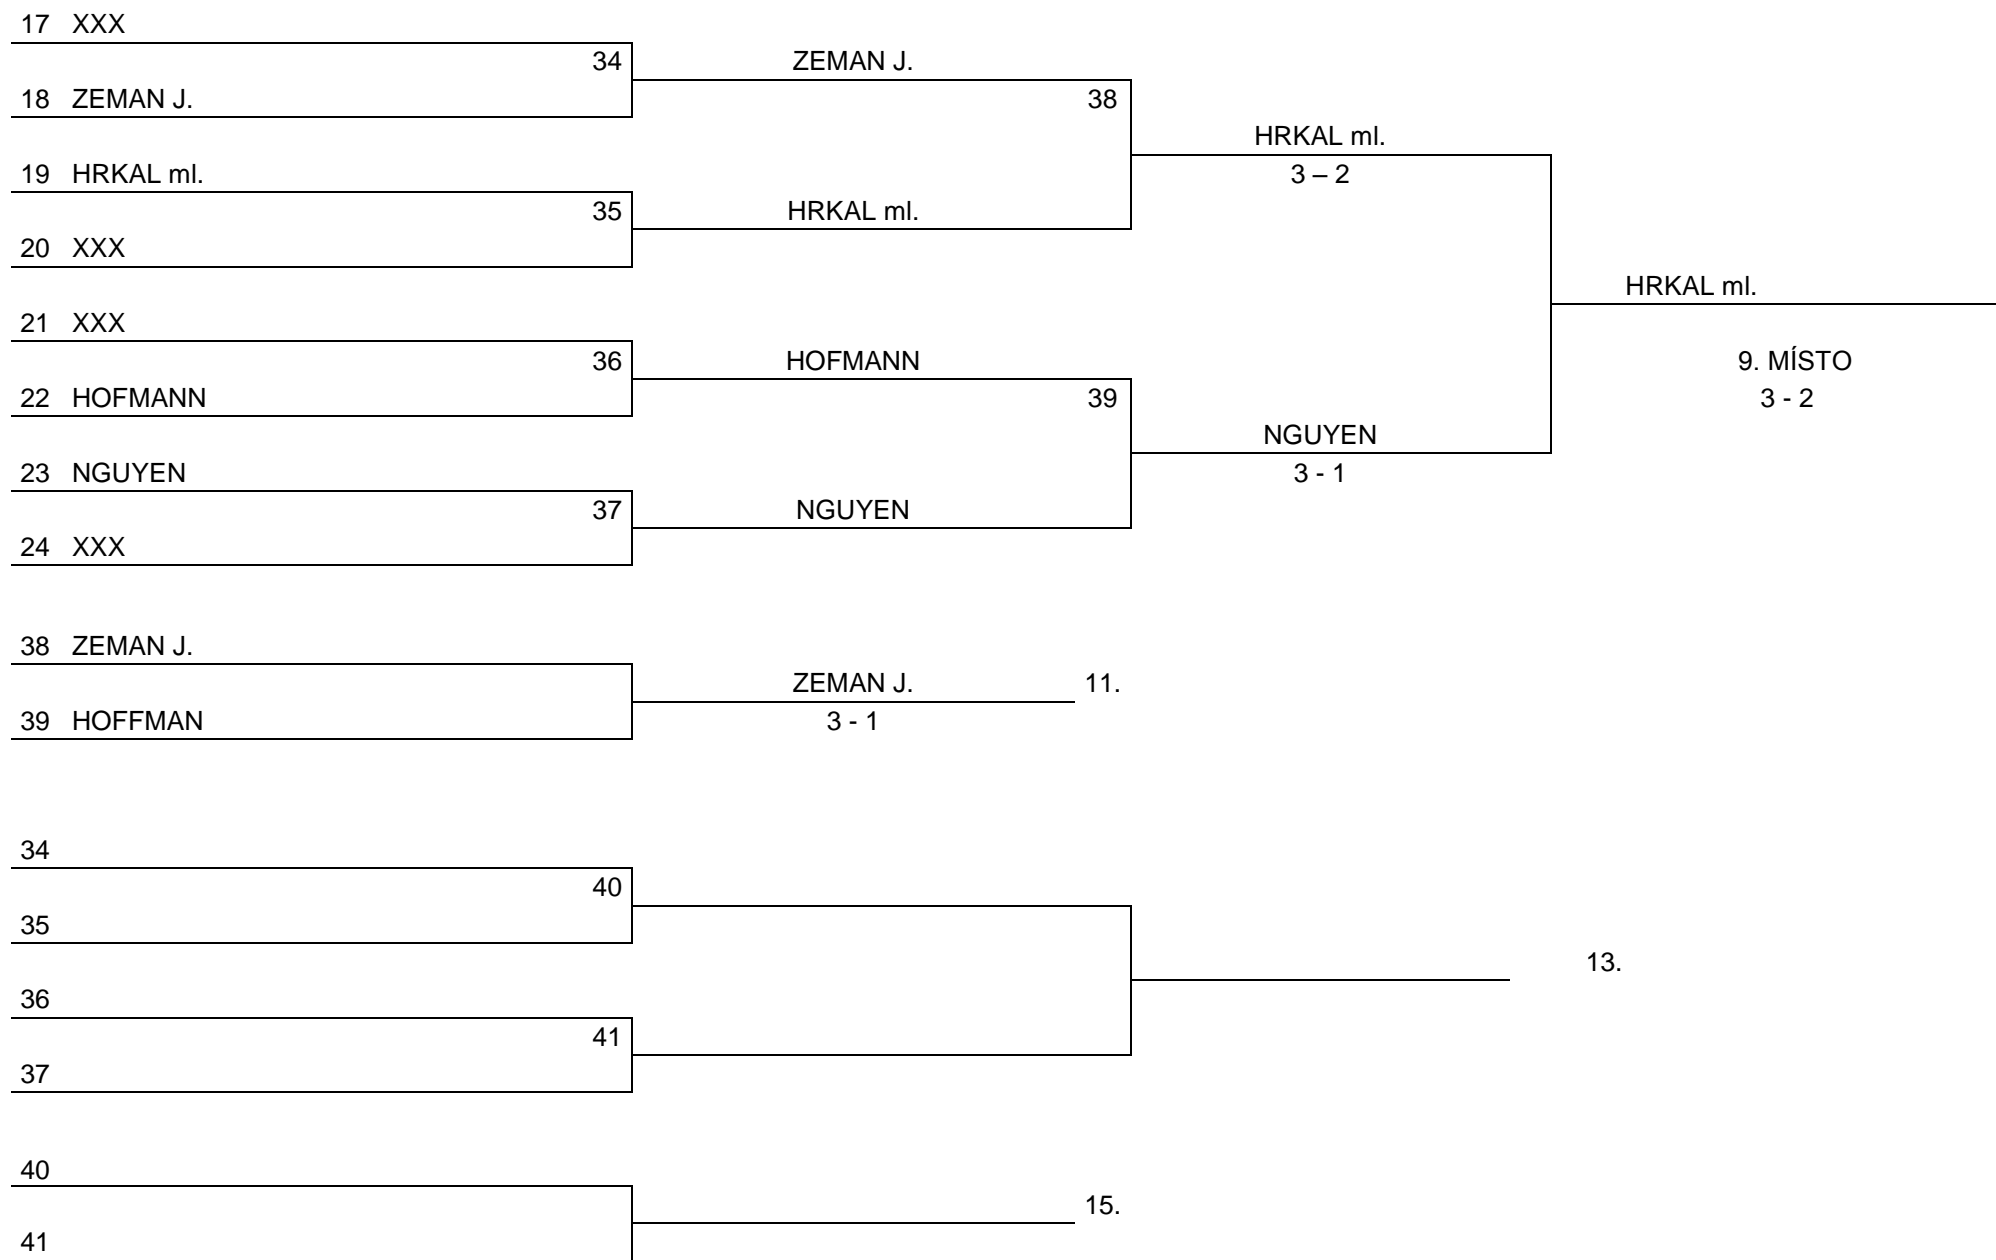 17 XXX
34 ZEMAN J.
18 ZEMAN J. 38
HRKAL ml.
19 HRKAL ml. 3 – 2
35 HRKAL ml.
20 XXX
HRKAL ml.
21 XXX
36 HOFMANN 9. MÍSTO
22 HOFMANN 39 3 - 2
NGUYEN
23 NGUYEN 3 - 1
37 NGUYEN
24 XXX
38 ZEMAN J.
ZEMAN J. 11.
39 HOFFMAN 3 - 1
34
40
35
13.
36
41
37
40
15.
41